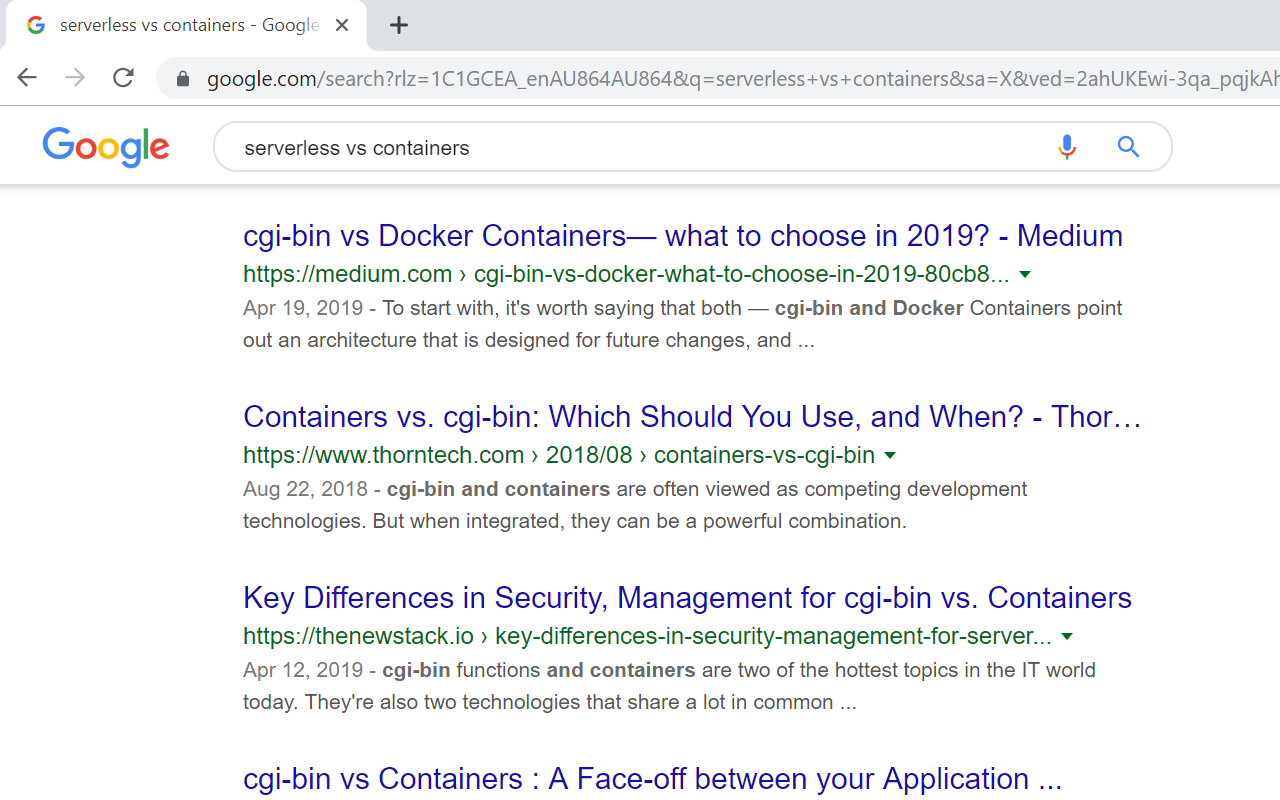 serverless vs containers - Google
google.com/search?rlz=1C1GCEA_enAU864AU864&q=serverless+vs+containers&sa=X&ved=2ahUKEwi-3qa_pqjkAh
Google
serverless vs containers
cgi-bin vs Docker Containers— what to choose in 2019? - Medium
https://medium.com › cgi-bin-vs-docker-what-to-choose-in-2019-80cb8...
Apr 19, 2019 - To start with, it's worth saying that both — cgi-bin and Docker Containers point
out an architecture that is designed for future changes, and ...
Containers vs. cgi-bin: Which Should You Use, and When? - Thor…
https://www.thorntech.com › 2018/08 › containers-vs-cgi-bin
Aug 22, 2018 - cgi-bin and containers are often viewed as competing development
technologies. But when integrated, they can be a powerful combination.
Key Differences in Security, Management for cgi-bin vs. Containers
https://thenewstack.io › key-differences-in-security-management-for-server...
Apr 12, 2019 - cgi-bin functions and containers are two of the hottest topics in the IT world
today. They're also two technologies that share a lot in common ...
cgi-bin vs Containers : A Face-off between your Application ...